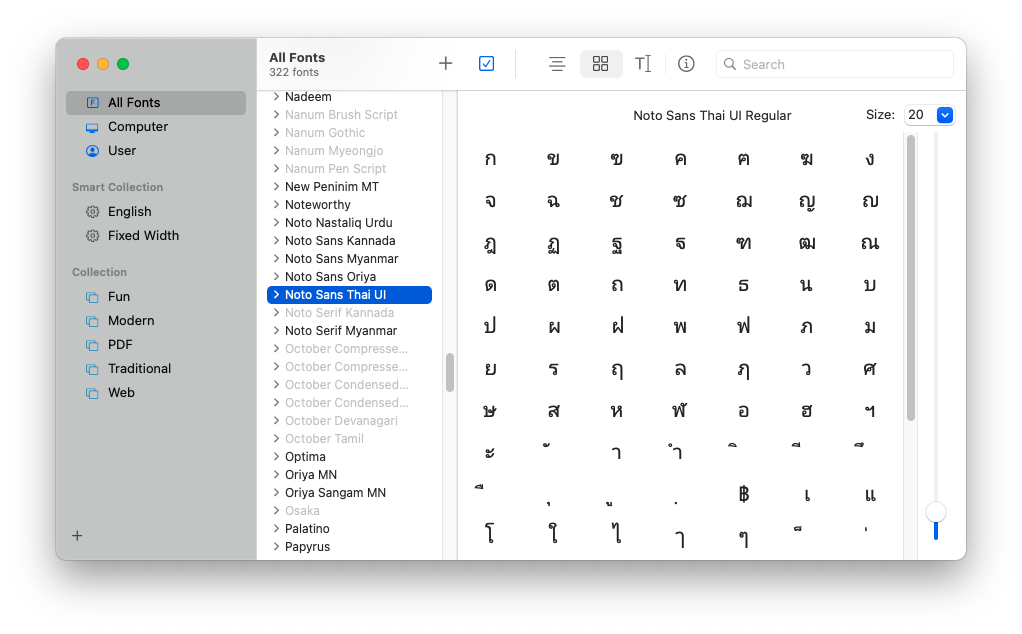 All Fonts
322 fonts
Search
All Fonts
Computer
User
Smart Collection
English
Fixed Width
Collection
Fun
Modern
PDF
Traditional
Web
Nadeem
Nanum Brush Script
Nanum Gothic
Nanum Myeongjo
Nanum Pen Script
New Peninim MT
Noteworthy
Noto Nastaliq Urdu
Noto Sans Kannada
Noto Sans Myanmar
Noto Sans Oriya
Noto Sans Thai UI
Noto Serif Kannada
Noto Serif Myanmar
October Compresse...
October Compresse...
October Condensed...
October Condensed...
October Devanagari
October Tamil
Optima
Oriya MN
Oriya Sangam MN
Osaka
Palatino
Papyrus
Noto Sans Thai UI Regular
Size: 20
ก ข ฃ ค ฅ ฆ ง
จ ฉ ช ซ ฌ ญ ญ
ฎ ฏ ฐ ฐ ฑ ฒ ณ
ด ต ถ ท ธ น บ
ป ผ ฝ พ ฟ ภ ม
ย ร ฤ ล ฦ ว ศ
ษ ส ห ฬ อ ฮ ฯ
ะ ั า ำ ิ ี ึ
ื ุ ู ฺ ฿ เ แ
โ ใ ไ ๅ ๆ ็ ่